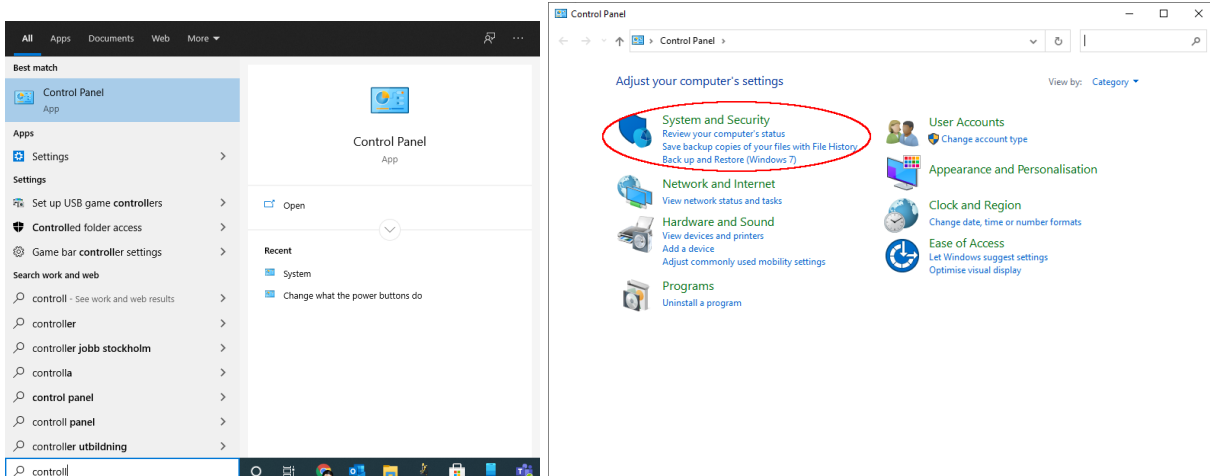 All Apps Documents Web More
Best match
Control Panel
App
Apps
Settings
Settings
Set up USB game controllers
Controlled folder access
Game bar controller settings
Search work and web
controll - See work and web results
controller
controller jobb stockholm
controlla
control panel
controll panel
controller utbildning
controll
Control Panel
App
Open
Recent
System
Change what the power buttons do
Control Panel
Control Panel
Adjust your computer's settings
View by: Category
System and Security
Review your computer's status
Save backup copies of your files with File History
Back up and Restore (Windows 7)
Network and Internet
View network status and tasks
Hardware and Sound
View devices and printers
Add a device
Adjust commonly used mobility settings
Programs
Uninstall a program
User Accounts
Change account type
Appearance and Personalisation
Clock and Region
Change date, time or number formats
Ease of Access
Let Windows suggest settings
Optimise visual display